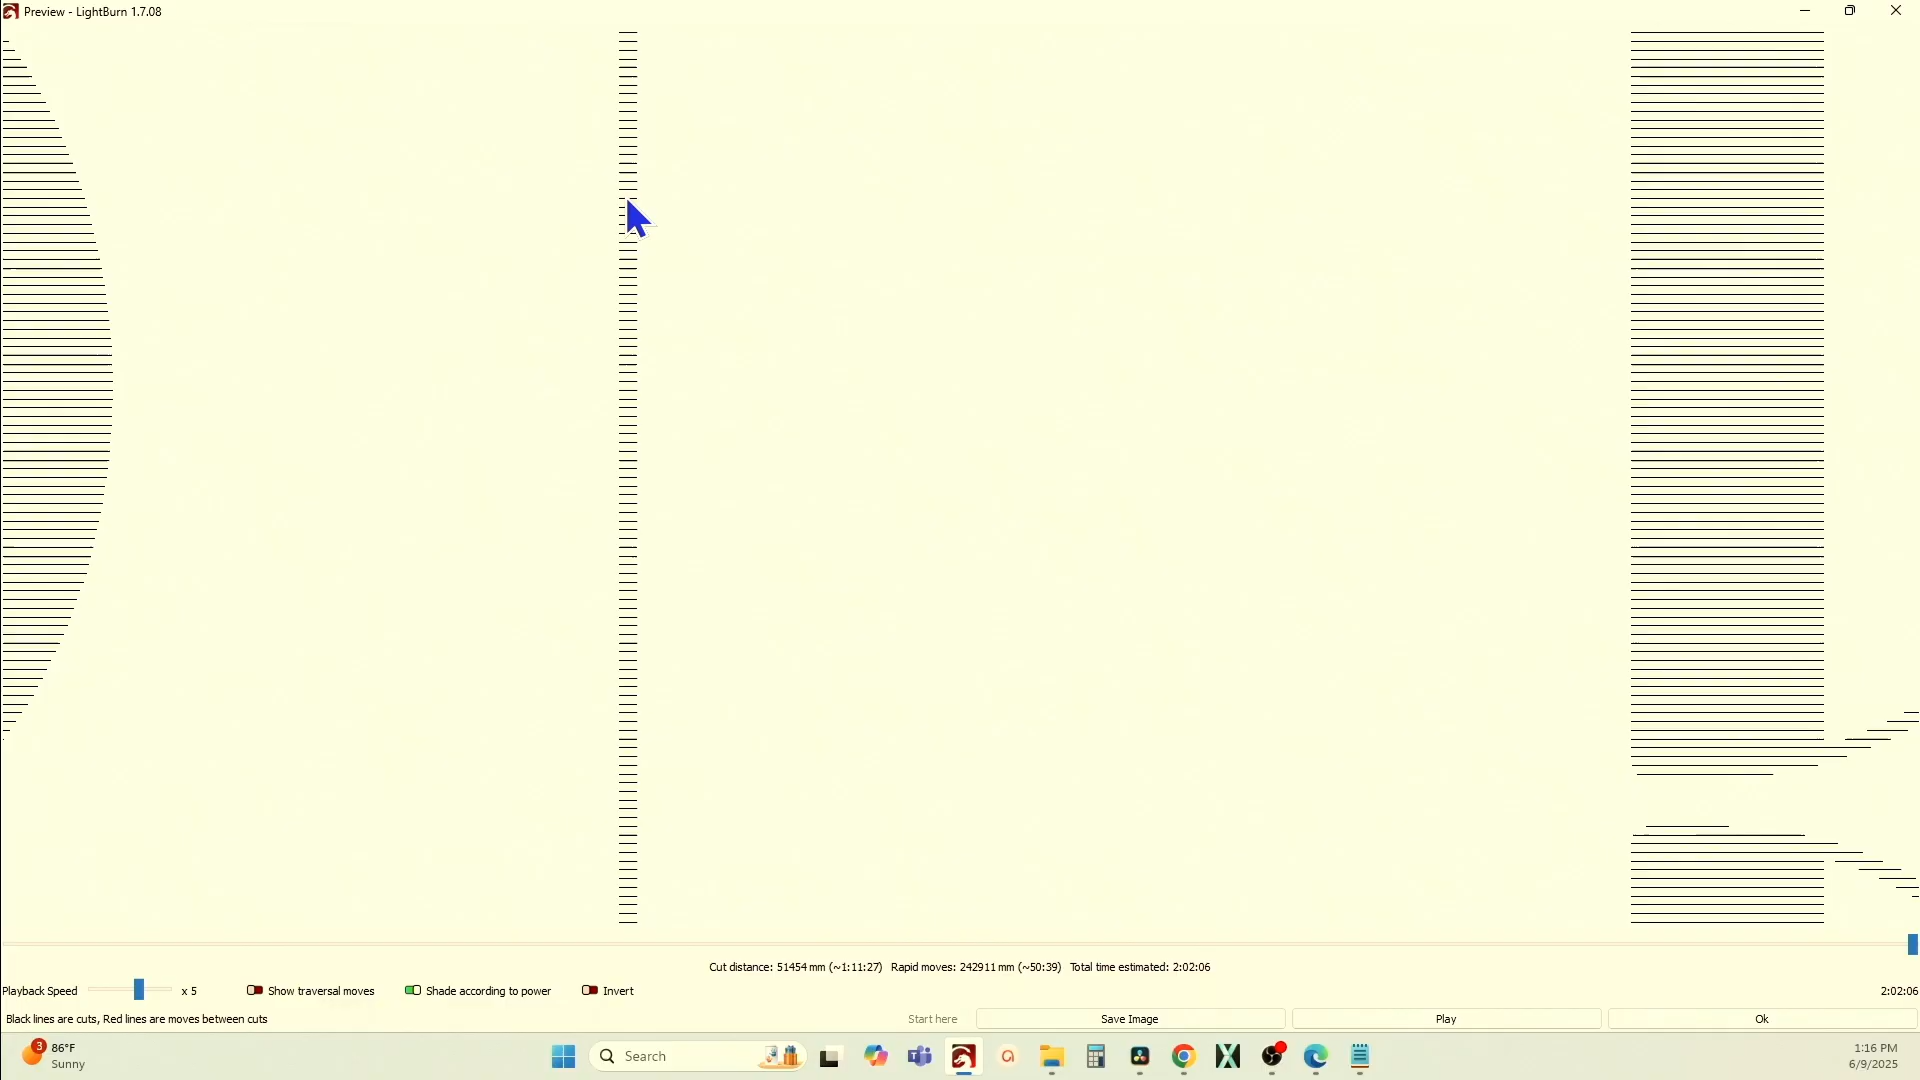 Preview - LightBurn 1.7.08
Cut distance: 51454 mm (~1:11:27) Rapid moves: 242911 mm (~50:39) Total time estimated: 2:02:06
Playback Speed x 5 Show traversal moves Shade according to power Invert 2:02:06
Black lines are cuts, Red lines are moves between cuts Start here Save Image Play Ok
3 86°F Search 1:16 PM
Sunny 6/9/2025